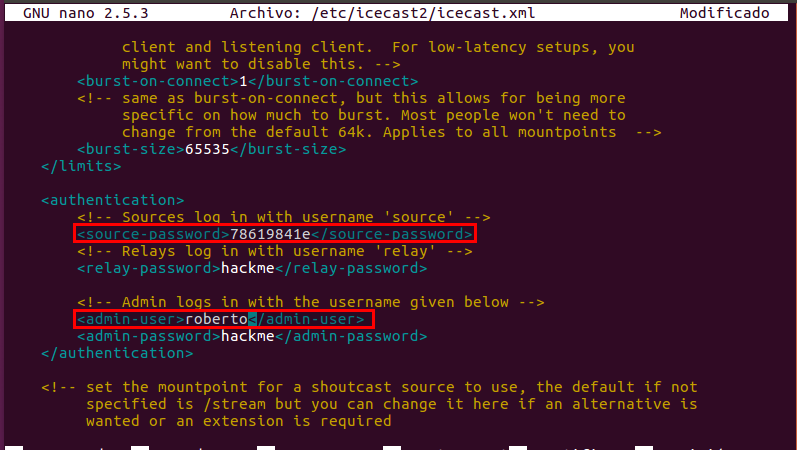 GNU nano 2.5.3 Archivo: /etc/icecast2/icecast.xml Modificado
client and listening client. For low-latency setups, you
might want to disable this. -->
<burst-on-connect>1</burst-on-connect>
<!-- same as burst-on-connect, but this allows for being more
specific on how much to burst. Most people won't need to
change from the default 64k. Applies to all mountpoints -->
<burst-size>65535</burst-size>
</limits>
<authentication>
<!-- Sources log in with username 'source' -->
<source-password>78619841e</source-password>
<!-- Relays log in with username 'relay' -->
<relay-password>hackme</relay-password>
<!-- Admin logs in with the username given below -->
<admin-user>roberto</admin-user>
<admin-password>hackme</admin-password>
</authentication>
<!-- set the mountpoint for a shoutcast source to use, the default if not
specified is /stream but you can change it here if an alternative is
wanted or an extension is required